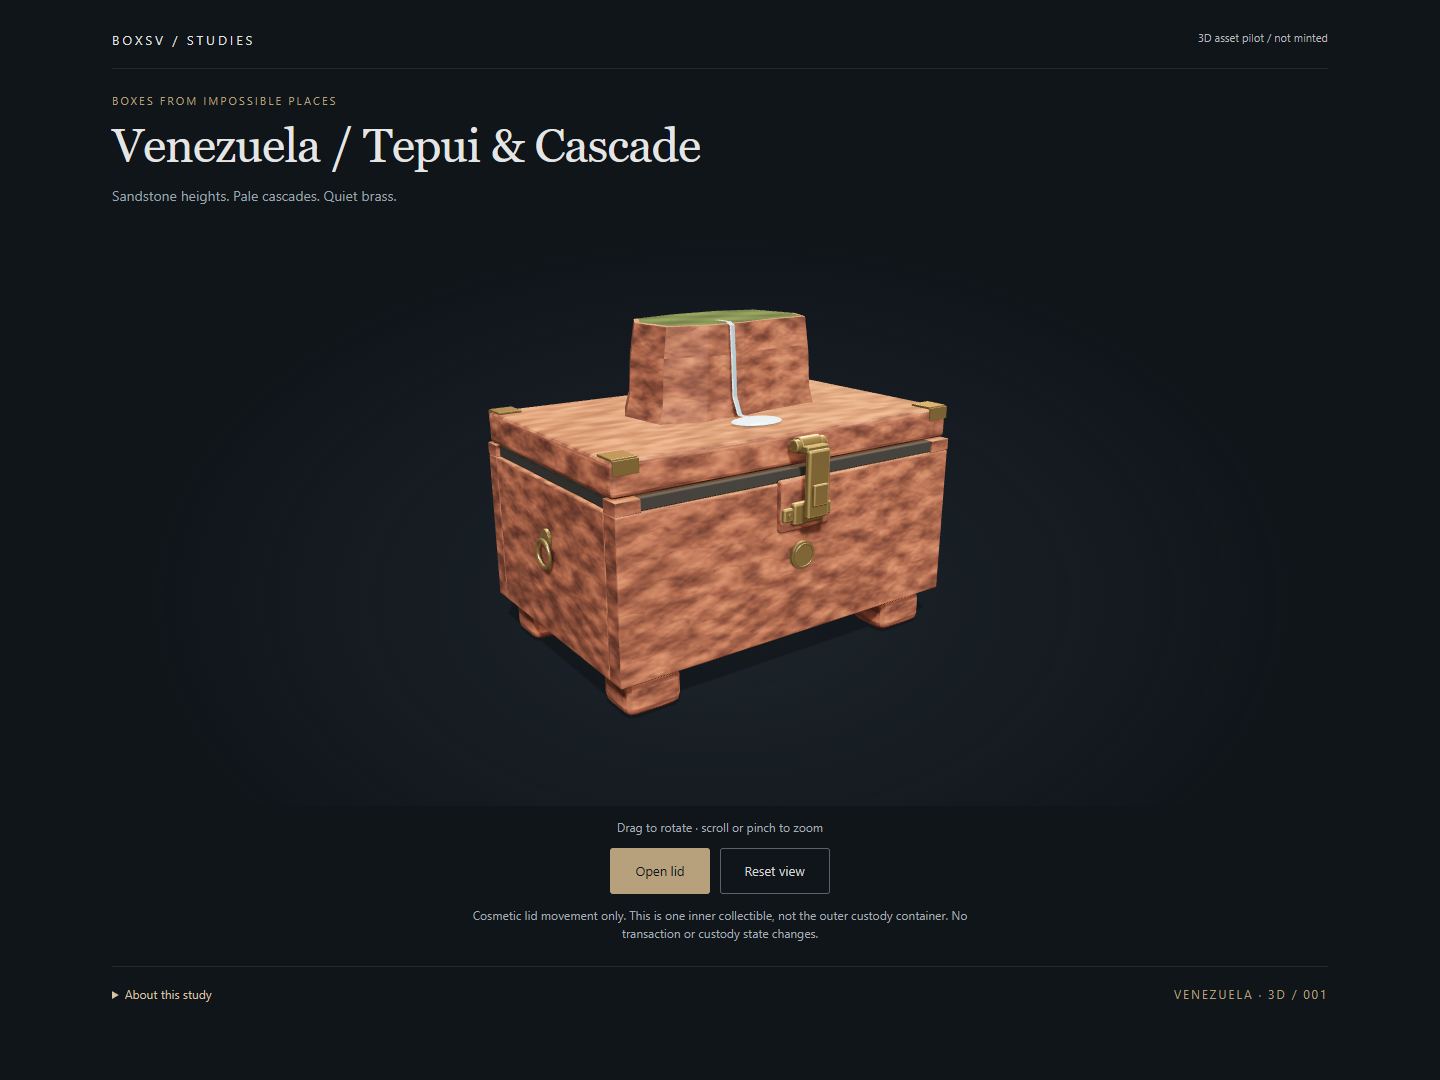 BOXSV / STUDIES
3D asset pilot / not minted
BOXES FROM IMPOSSIBLE PLACES
Venezuela / Tepui & Cascade
Sandstone heights. Pale cascades. Quiet brass.
Drag to rotate · scroll or pinch to zoom
Open lid
Reset view
Cosmetic lid movement only. This is one inner collectible, not the outer custody container. No
transaction or custody state changes.
About this study
VENEZUELA · 3D / 001